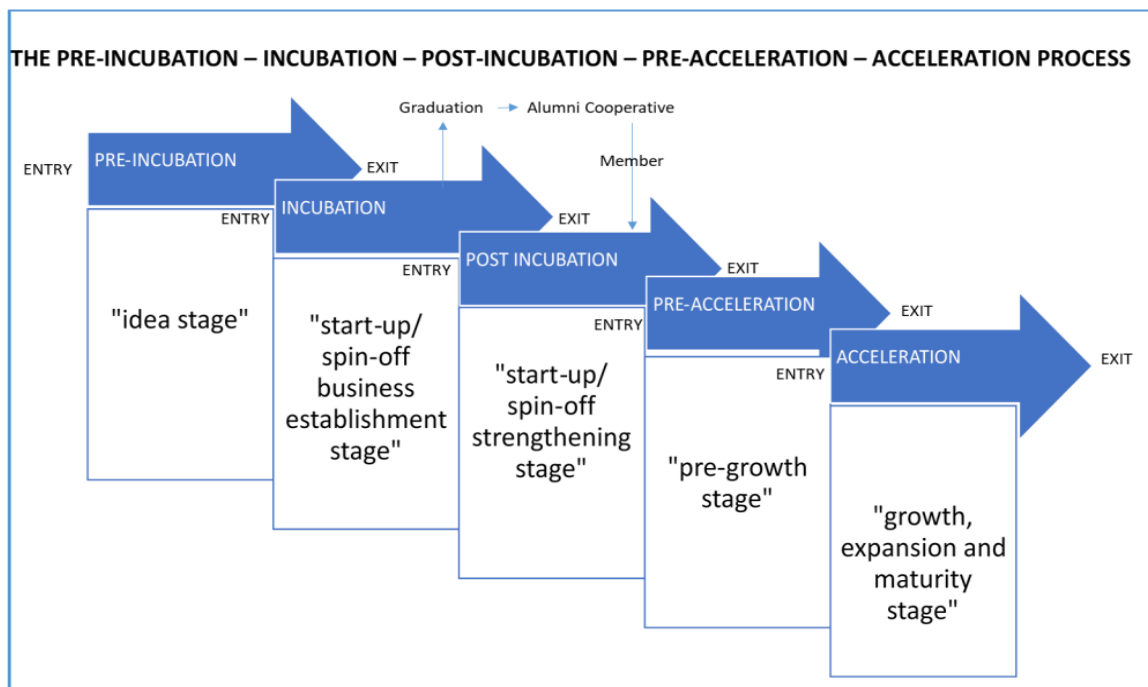 THE PRE-INCUBATION – INCUBATION – POST-INCUBATION – PRE-ACCELERATION – ACCELERATION PROCESS
Graduation
Alumni Cooperative
Member
ENTRY
PRE-INCUBATION
EXIT
"idea stage"
ENTRY
INCUBATION
EXIT
"start-up/
spin-off
business
establishment
stage"
ENTRY
POST INCUBATION
EXIT
"start-up/
spin-off
strengthening
stage"
ENTRY
PRE-ACCELERATION
EXIT
"pre-growth
stage"
ENTRY
ACCELERATION
EXIT
"growth,
expansion and
maturity
stage"